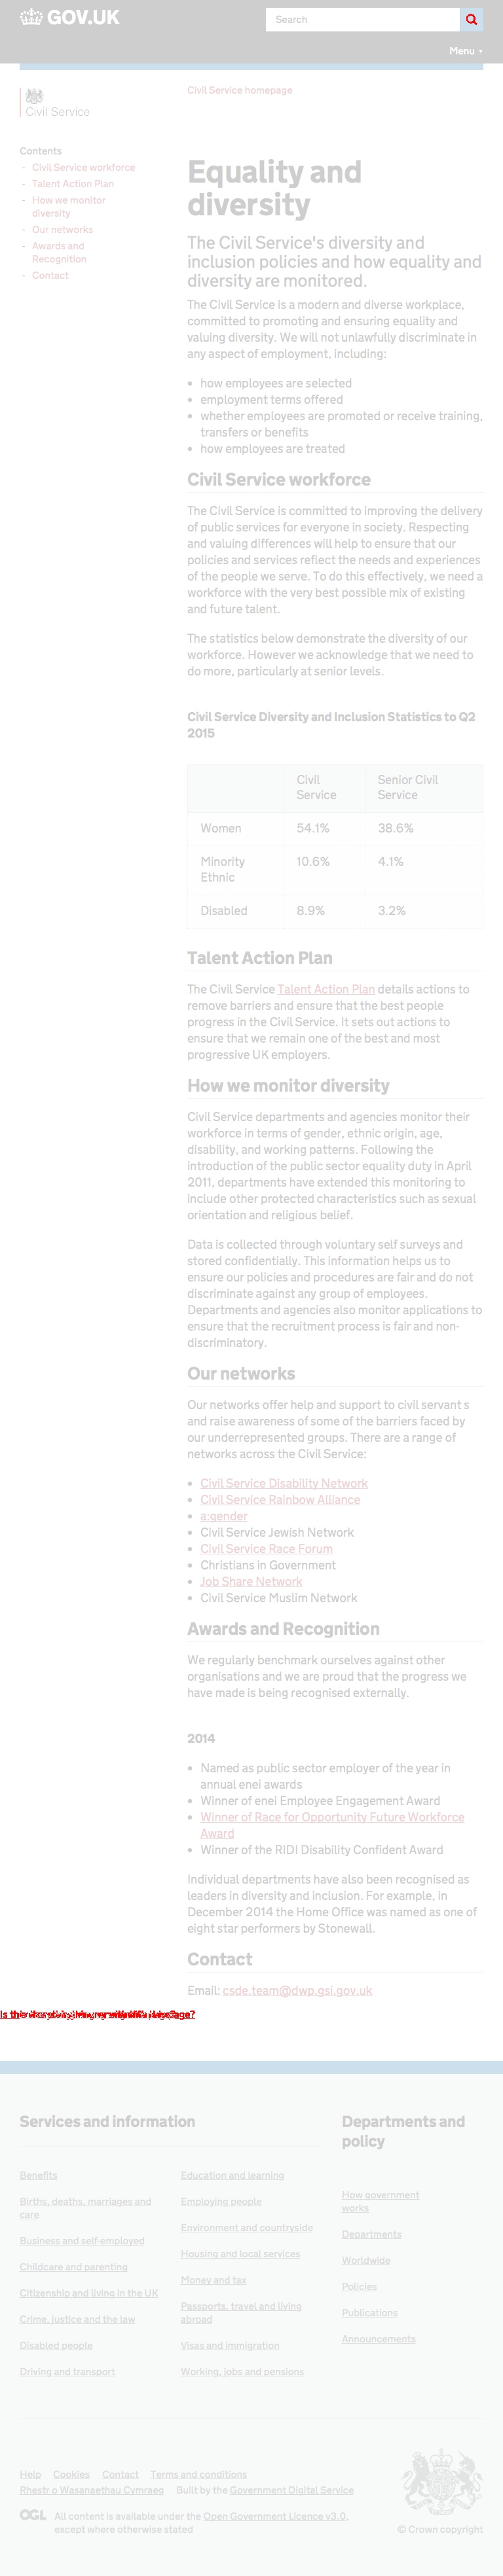 GOV.UK
Search
Menu ▾
Civil Service homepage
Civil Service
Contents
- Civil Service workforce
- Talent Action Plan
- How we monitor
diversity
- Our networks
- Awards and
Recognition
- Contact
Equality and
diversity
The Civil Service's diversity and
inclusion policies and how equality and
diversity are monitored.
The Civil Service is a modern and diverse workplace,
committed to promoting and ensuring equality and
valuing diversity. We will not unlawfully discriminate in
any aspect of employment, including:
• how employees are selected
• employment terms offered
• whether employees are promoted or receive training,
transfers or benefits
• how employees are treated
Civil Service workforce
The Civil Service is committed to improving the delivery
of public services for everyone in society. Respecting
and valuing differences will help to ensure that our
policies and services reflect the needs and experiences
of the people we serve. To do this effectively, we need a
workforce with the very best possible mix of existing
and future talent.
The statistics below demonstrate the diversity of our
workforce. However we acknowledge that we need to
do more, particularly at senior levels.
Civil Service Diversity and Inclusion Statistics to Q2
2015
Civil Service Senior Civil Service
Women 54.1% 38.6%
Minority Ethnic 10.6% 4.1%
Disabled 8.9% 3.2%
Talent Action Plan
The Civil Service Talent Action Plan details actions to
remove barriers and ensure that the best people
progress in the Civil Service. It sets out actions to
ensure that we remain one of the best and most
progressive UK employers.
How we monitor diversity
Civil Service departments and agencies monitor their
workforce in terms of gender, ethnic origin, age,
disability, and working patterns. Following the
introduction of the public sector equality duty in April
2011, departments have extended this monitoring to
include other protected characteristics such as sexual
orientation and religious belief.
Data is collected through voluntary self surveys and
stored confidentially. This information helps us to
ensure our policies and procedures are fair and do not
discriminate against any group of employees.
Departments and agencies also monitor applications to
ensure that the recruitment process is fair and non-
discriminatory.
Our networks
Our networks offer help and support to civil servant s
and raise awareness of some of the barriers faced by
our underrepresented groups. There are a range of
networks across the Civil Service:
• Civil Service Disability Network
• Civil Service Rainbow Alliance
• a:gender
• Civil Service Jewish Network
• Civil Service Race Forum
• Christians in Government
• Job Share Network
• Civil Service Muslim Network
Awards and Recognition
We regularly benchmark ourselves against other
organisations and we are proud that the progress we
have made is being recognised externally.
2014
• Named as public sector employer of the year in
annual enei awards
• Winner of enei Employee Engagement Award
• Winner of Race for Opportunity Future Workforce
Award
• Winner of the RIDI Disability Confident Award
Individual departments have also been recognised as
leaders in diversity and inclusion. For example, in
December 2014 the Home Office was named as one of
eight star performers by Stonewall.
Contact
Email: csde.team@dwp.gsi.gov.uk
Services and information
Benefits
Births, deaths, marriages and
care
Business and self-employed
Childcare and parenting
Citizenship and living in the UK
Crime, justice and the law
Disabled people
Driving and transport
Education and learning
Employing people
Environment and countryside
Housing and local services
Money and tax
Passports, travel and living
abroad
Visas and immigration
Working, jobs and pensions
Departments and
policy
How government
works
Departments
Worldwide
Policies
Publications
Announcements
Help Cookies Contact Terms and conditions
Rhestr o Wasanaethau Cymraeg Built by the Government Digital Service
OGL All content is available under the Open Government Licence v3.0,
except where otherwise stated
© Crown copyright